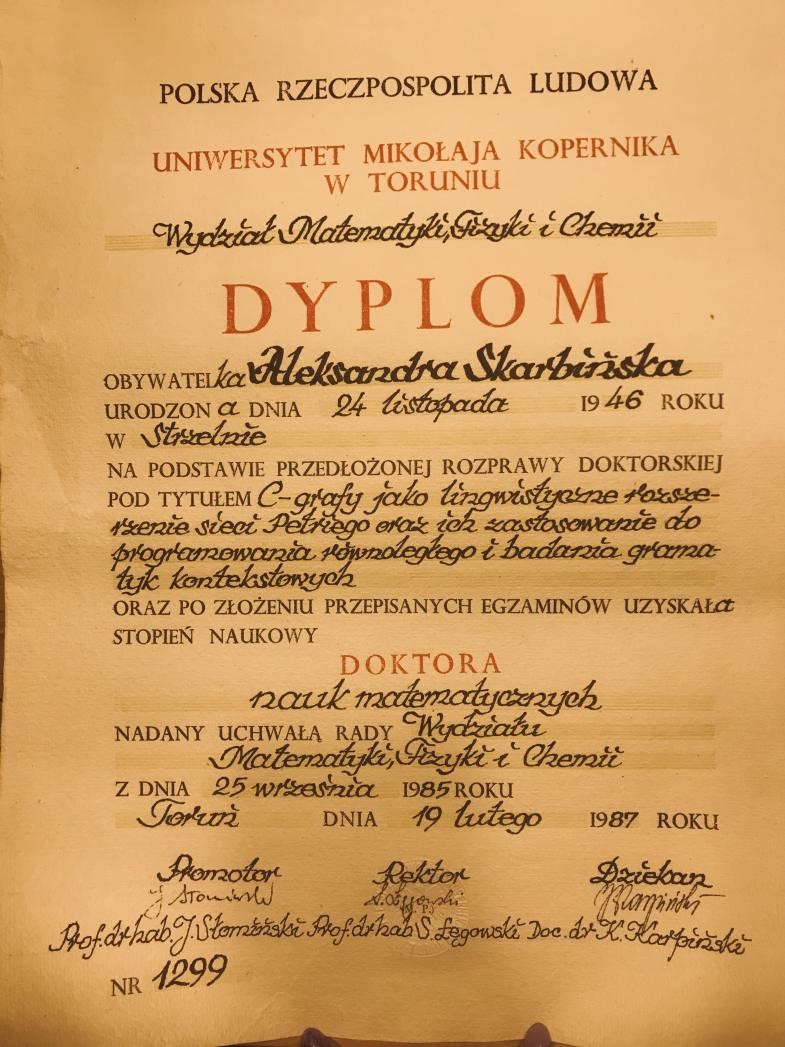 POLSKA RZECZPOSPOLITA LUDOWA
UNIWERSYTET MIKOŁAJA KOPERNIKA
W TORUNIU
Wydział Matematyki, Fizyki i Chemii
DYPLOM
OBYWATELka Aleksandra Skarbińska
URODZONa DNIA 24 listopada 1946 ROKU
W Strzelnie
NA PODSTAWIE PRZEDŁOŻONEJ ROZPRAWY DOKTORSKIEJ
POD TYTUŁEM C-grafy jako lingwistyczne rozsze-
rzenie sieci Petriego oraz ich zastosowanie do
programowania równoległego i badania grama-
tyk kontekstowych
ORAZ PO ZŁOŻENIU PRZEPISANYCH EGZAMINÓW UZYSKAŁa
STOPIEŃ NAUKOWY
DOKTORA
nauk matematycznych
NADANY UCHWAŁĄ RADY Wydziału
Matematyki, Fizyki i Chemii
Z DNIA 25 września 1985 ROKU
Toruń DNIA 19 lutego 1987 ROKU
Promotor Rektor Dziekan
Prof. dr hab. J. Słomiński Prof. dr hab S. Łęgowski Doc. dr K. Karpiński
NR 1299